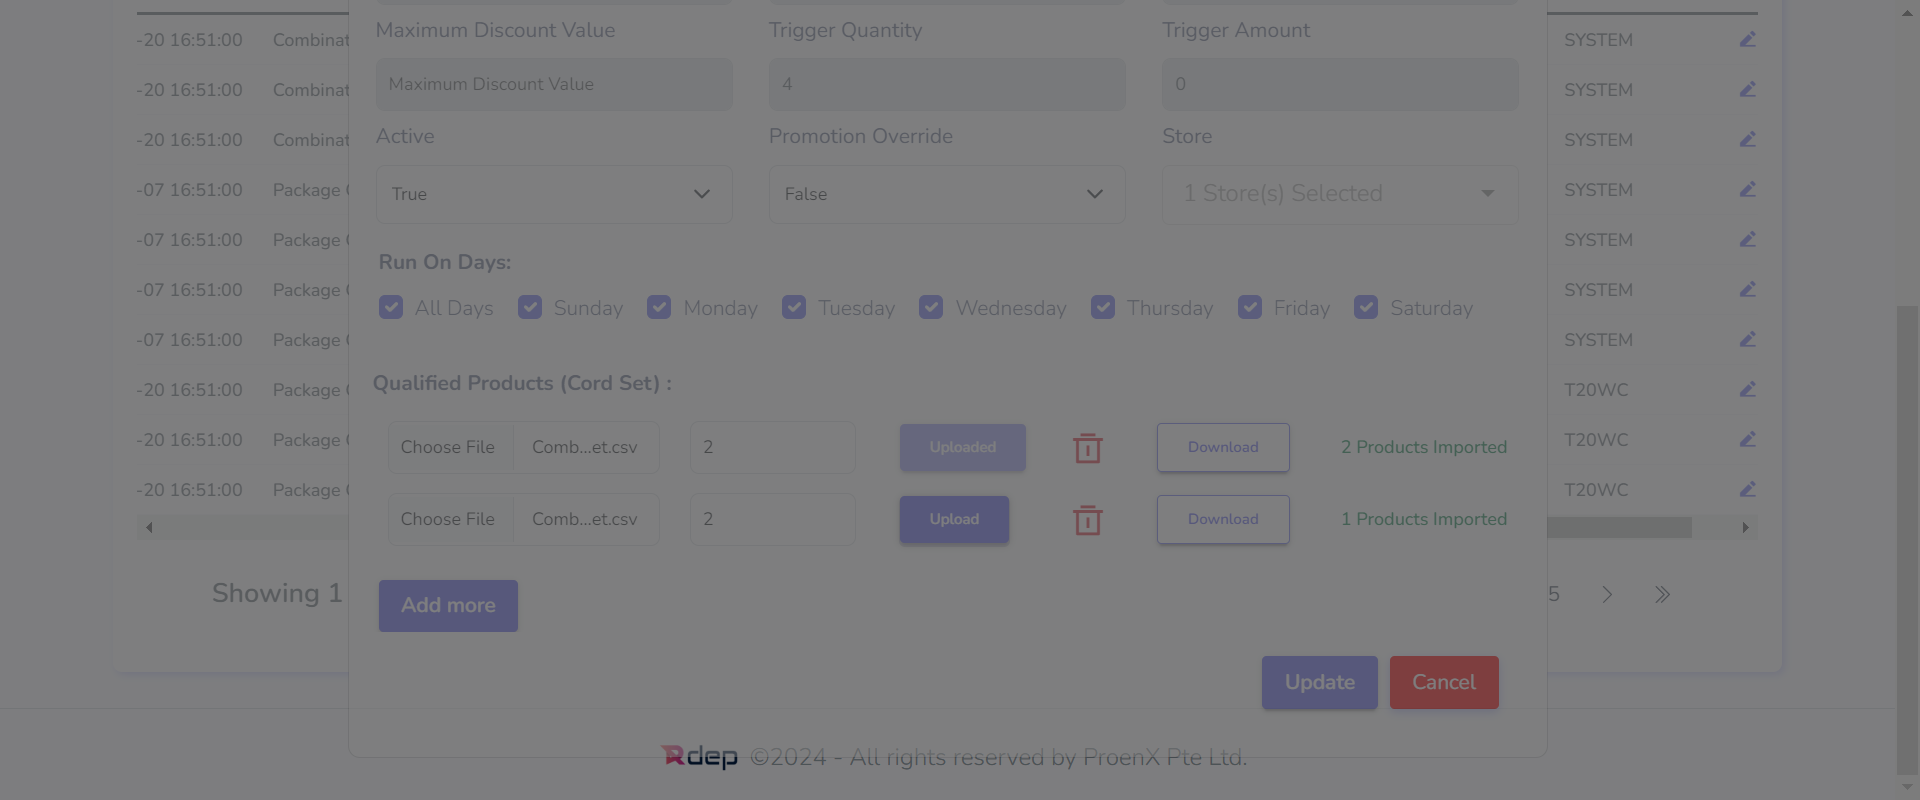 Maximum Discount Value Trigger Quantity Trigger Amount
-20 16:51:00 Combinat SYSTEM
Maximum Discount Value 4 0
-20 16:51:00 Combinat SYSTEM
Active Promotion Override Store
-20 16:51:00 Combinat SYSTEM
True False 1 Store(s) Selected
-07 16:51:00 Package SYSTEM
-07 16:51:00 Package SYSTEM
Run On Days:
-07 16:51:00 Package SYSTEM
All Days Sunday Monday Tuesday Wednesday Thursday Friday Saturday
-07 16:51:00 Package SYSTEM
Qualified Products (Cord Set) :
-20 16:51:00 Package T20WC
Choose File Comb...et.csv 2 Uploaded Download 2 Products Imported
-20 16:51:00 Package T20WC
-20 16:51:00 Package T20WC
Choose File Comb...et.csv 2 Upload Download 1 Products Imported
Showing 1 5
Add more
Update Cancel
Rdep ©2024 - All rights reserved by ProenX Pte Ltd.